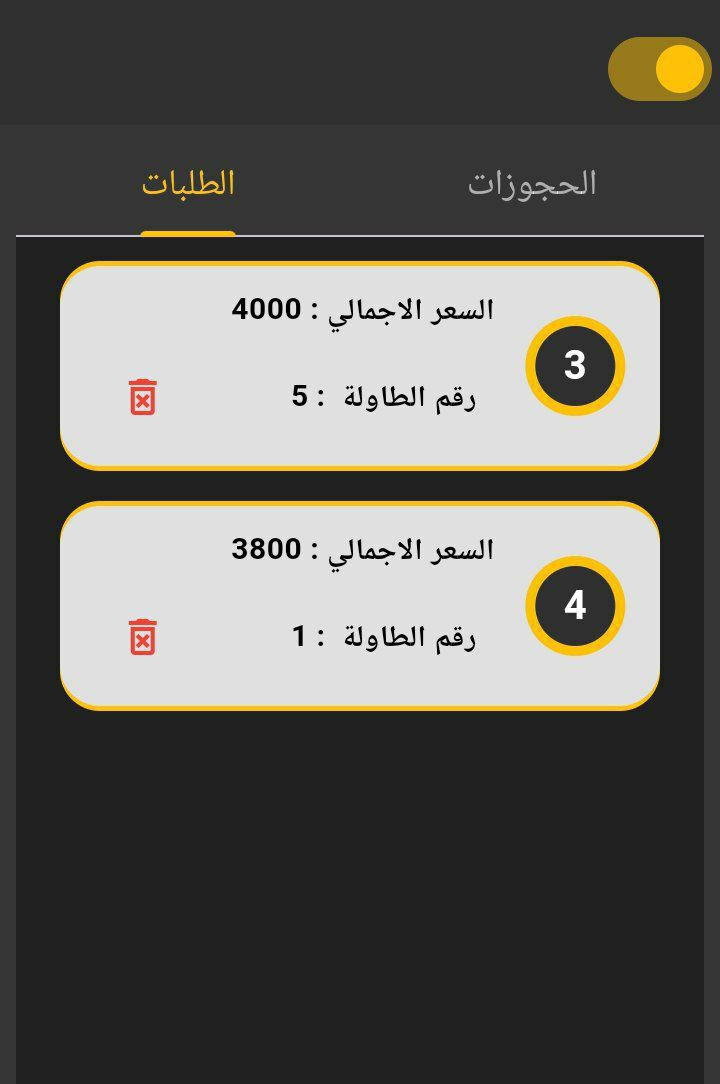 الحجوزات
الطلبات
السعر الاجمالي : 4000
3
رقم الطاولة : 5
السعر الاجمالي : 3800
4
رقم الطاولة : 1